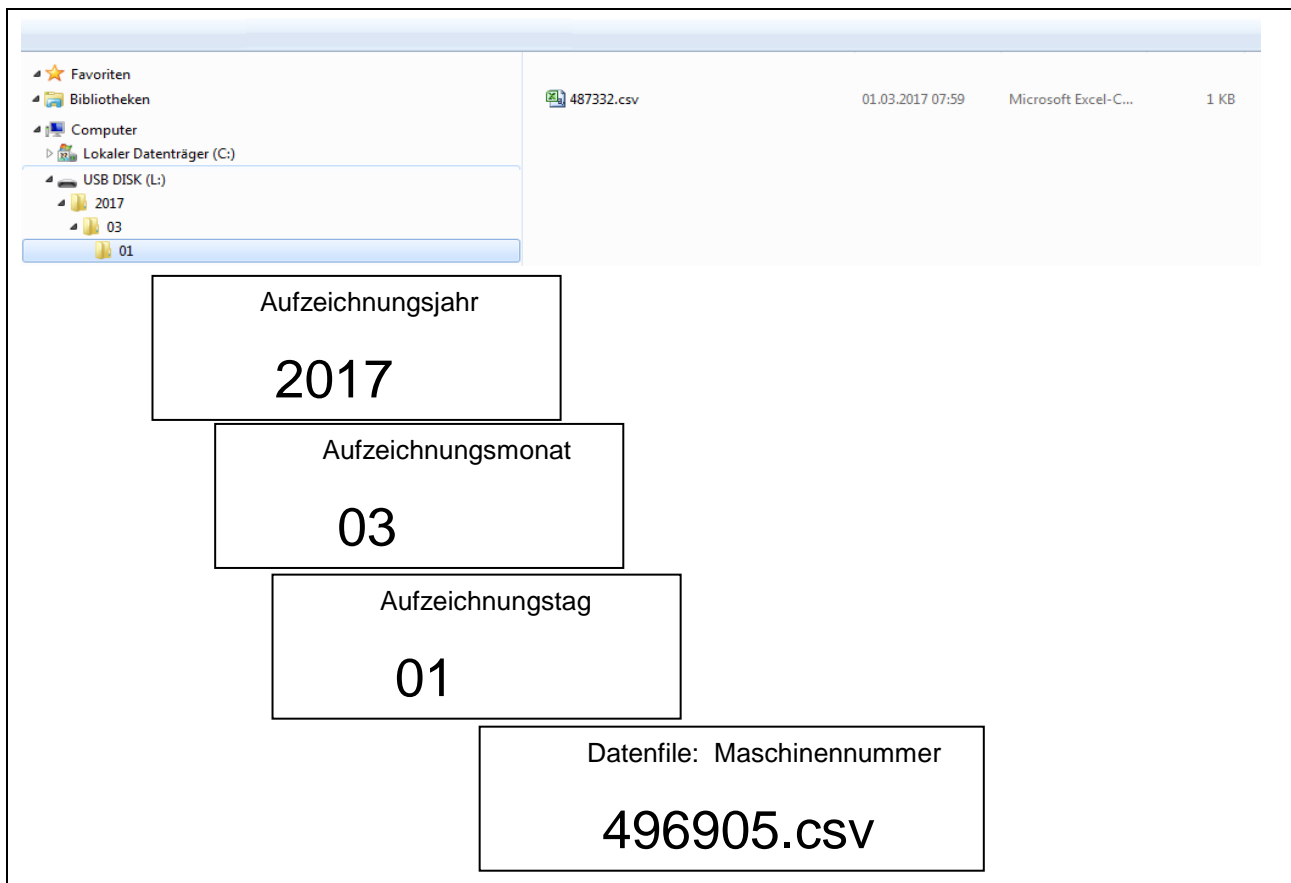 Favoriten
Bibliotheken
487332.csv 01.03.2017 07:59 Microsoft Excel-C... 1 KB
Computer
Lokaler Datenträger (C:)
USB DISK (L:)
2017
03
01
Aufzeichnungsjahr
2017
Aufzeichnungsmonat
03
Aufzeichnungstag
01
Datenfile: Maschinennummer
496905.csv